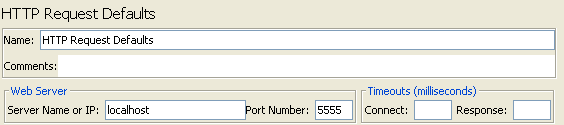 HTTP Request Defaults
Name: HTTP Request Defaults
Comments:
Web Server Timeouts (milliseconds)
Server Name or IP: localhost Port Number: 5555 Connect: Response: